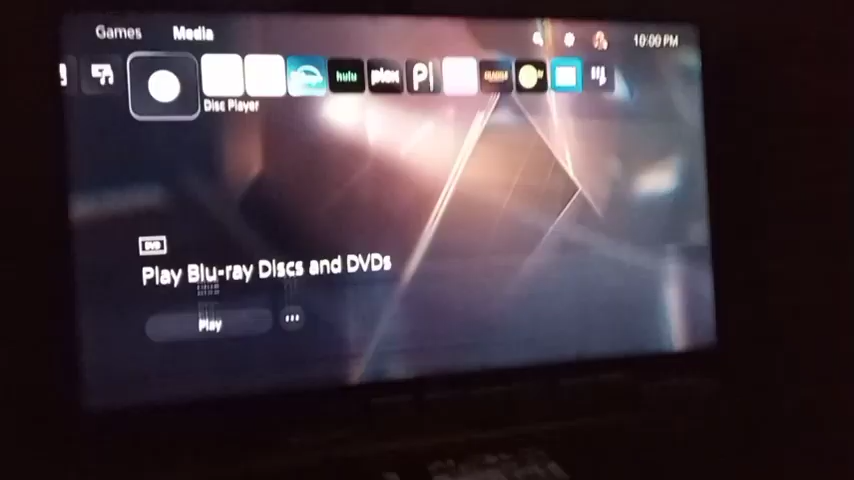 Games Media 10:00 PM
hulu plex
Disc Player
DVD
Play Blu-ray Discs and DVDs
Play